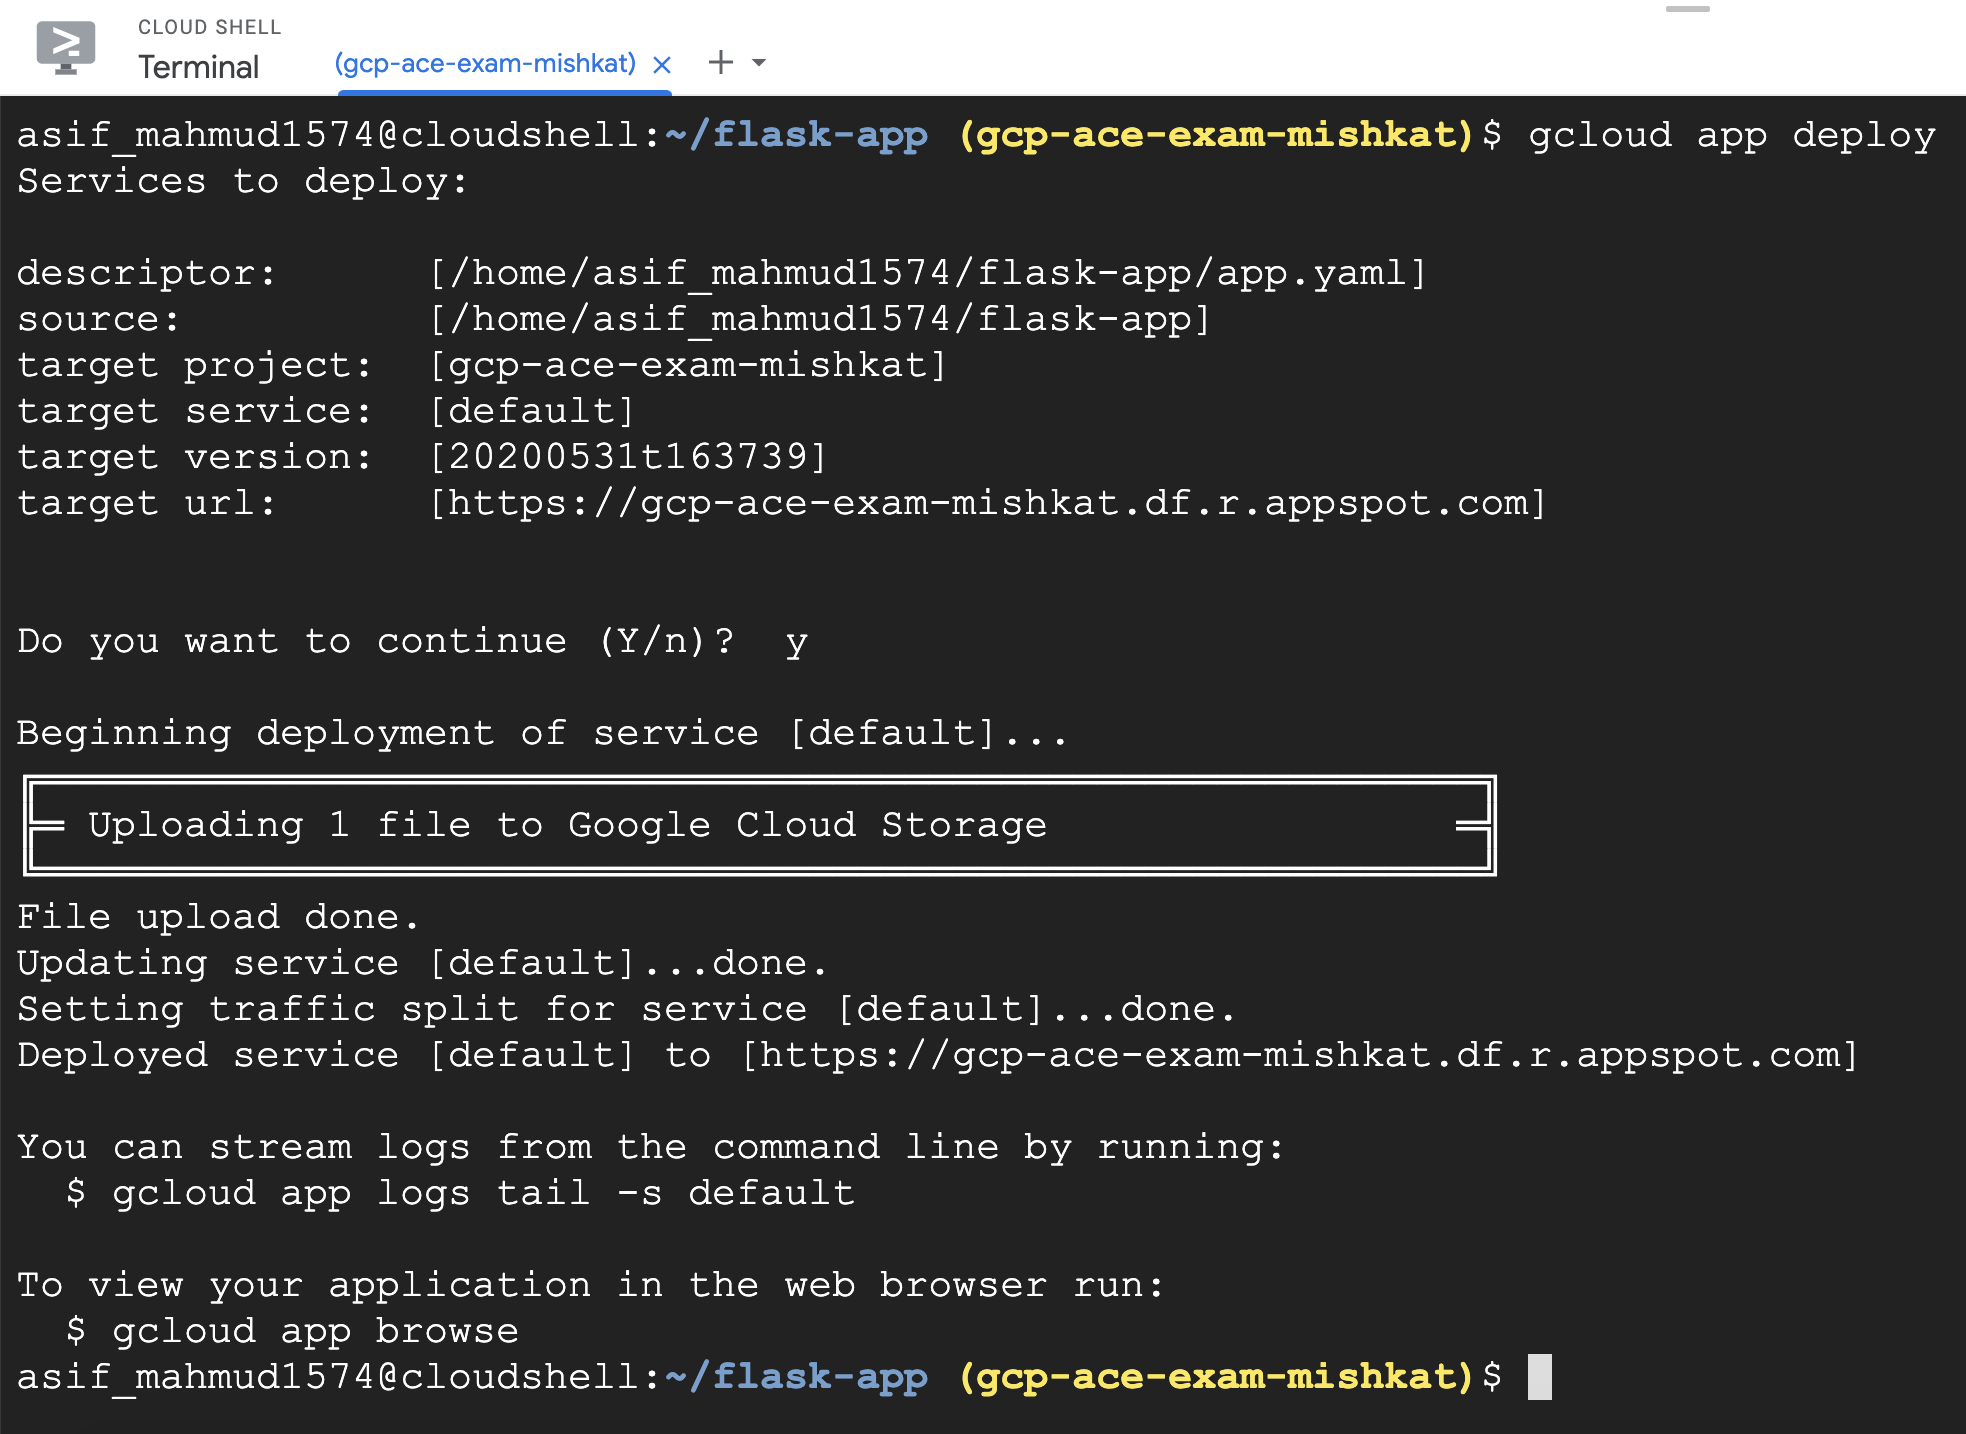 CLOUD SHELL
Terminal
(gcp-ace-exam-mishkat)
asif_mahmud1574@cloudshell:~/flask-app (gcp-ace-exam-mishkat)$ gcloud app deploy
Services to deploy:
descriptor:      [/home/asif_mahmud1574/flask-app/app.yaml]
source:          [/home/asif_mahmud1574/flask-app]
target project:  [gcp-ace-exam-mishkat]
target service:  [default]
target version:  [20200531t163739]
target url:      [https://gcp-ace-exam-mishkat.df.r.appspot.com]
Do you want to continue (Y/n)?  y
Beginning deployment of service [default]...
Uploading 1 file to Google Cloud Storage
File upload done.
Updating service [default]...done.
Setting traffic split for service [default]...done.
Deployed service [default] to [https://gcp-ace-exam-mishkat.df.r.appspot.com]
You can stream logs from the command line by running:
  $ gcloud app logs tail -s default
To view your application in the web browser run:
  $ gcloud app browse
asif_mahmud1574@cloudshell:~/flask-app (gcp-ace-exam-mishkat)$